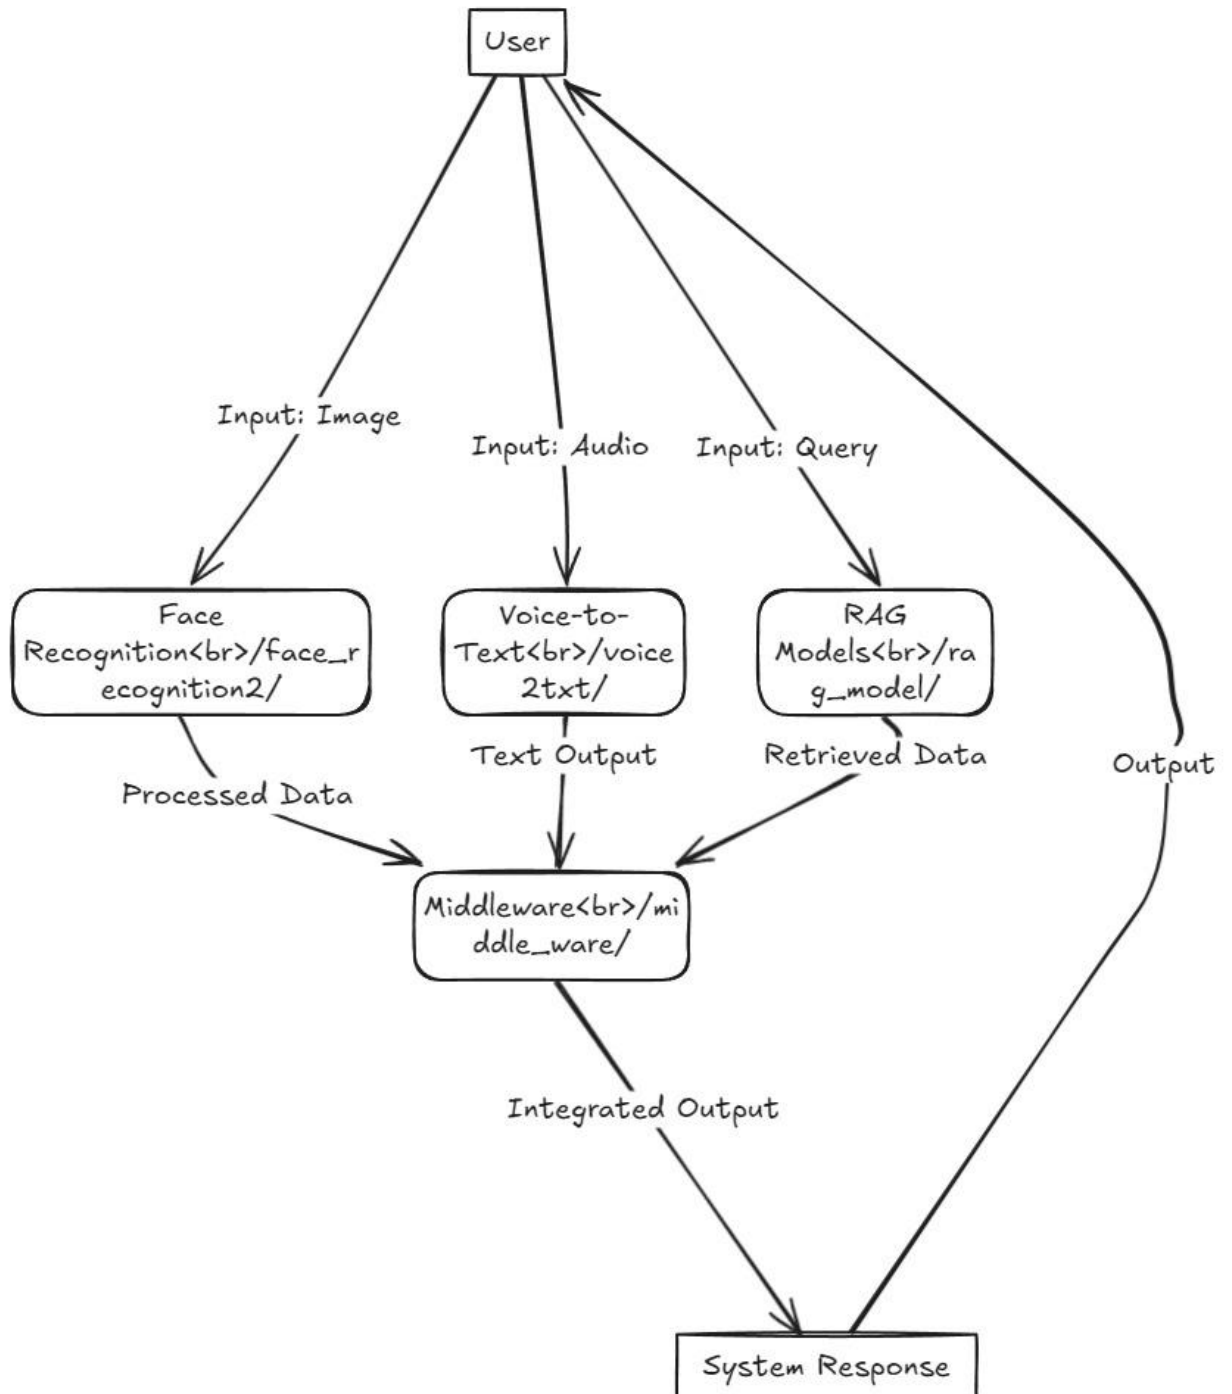 User
Input: Image
Input: Audio
Input: Query
Face
Recognition<br>/face_r
ecognition2/
Voice-to-
Text<br>/voice
2txt/
RAG
Models<br>/ra
g_model/
Processed Data
Text Output
Retrieved Data
Output
Middleware<br>/mi
ddle_ware/
Integrated Output
System Response